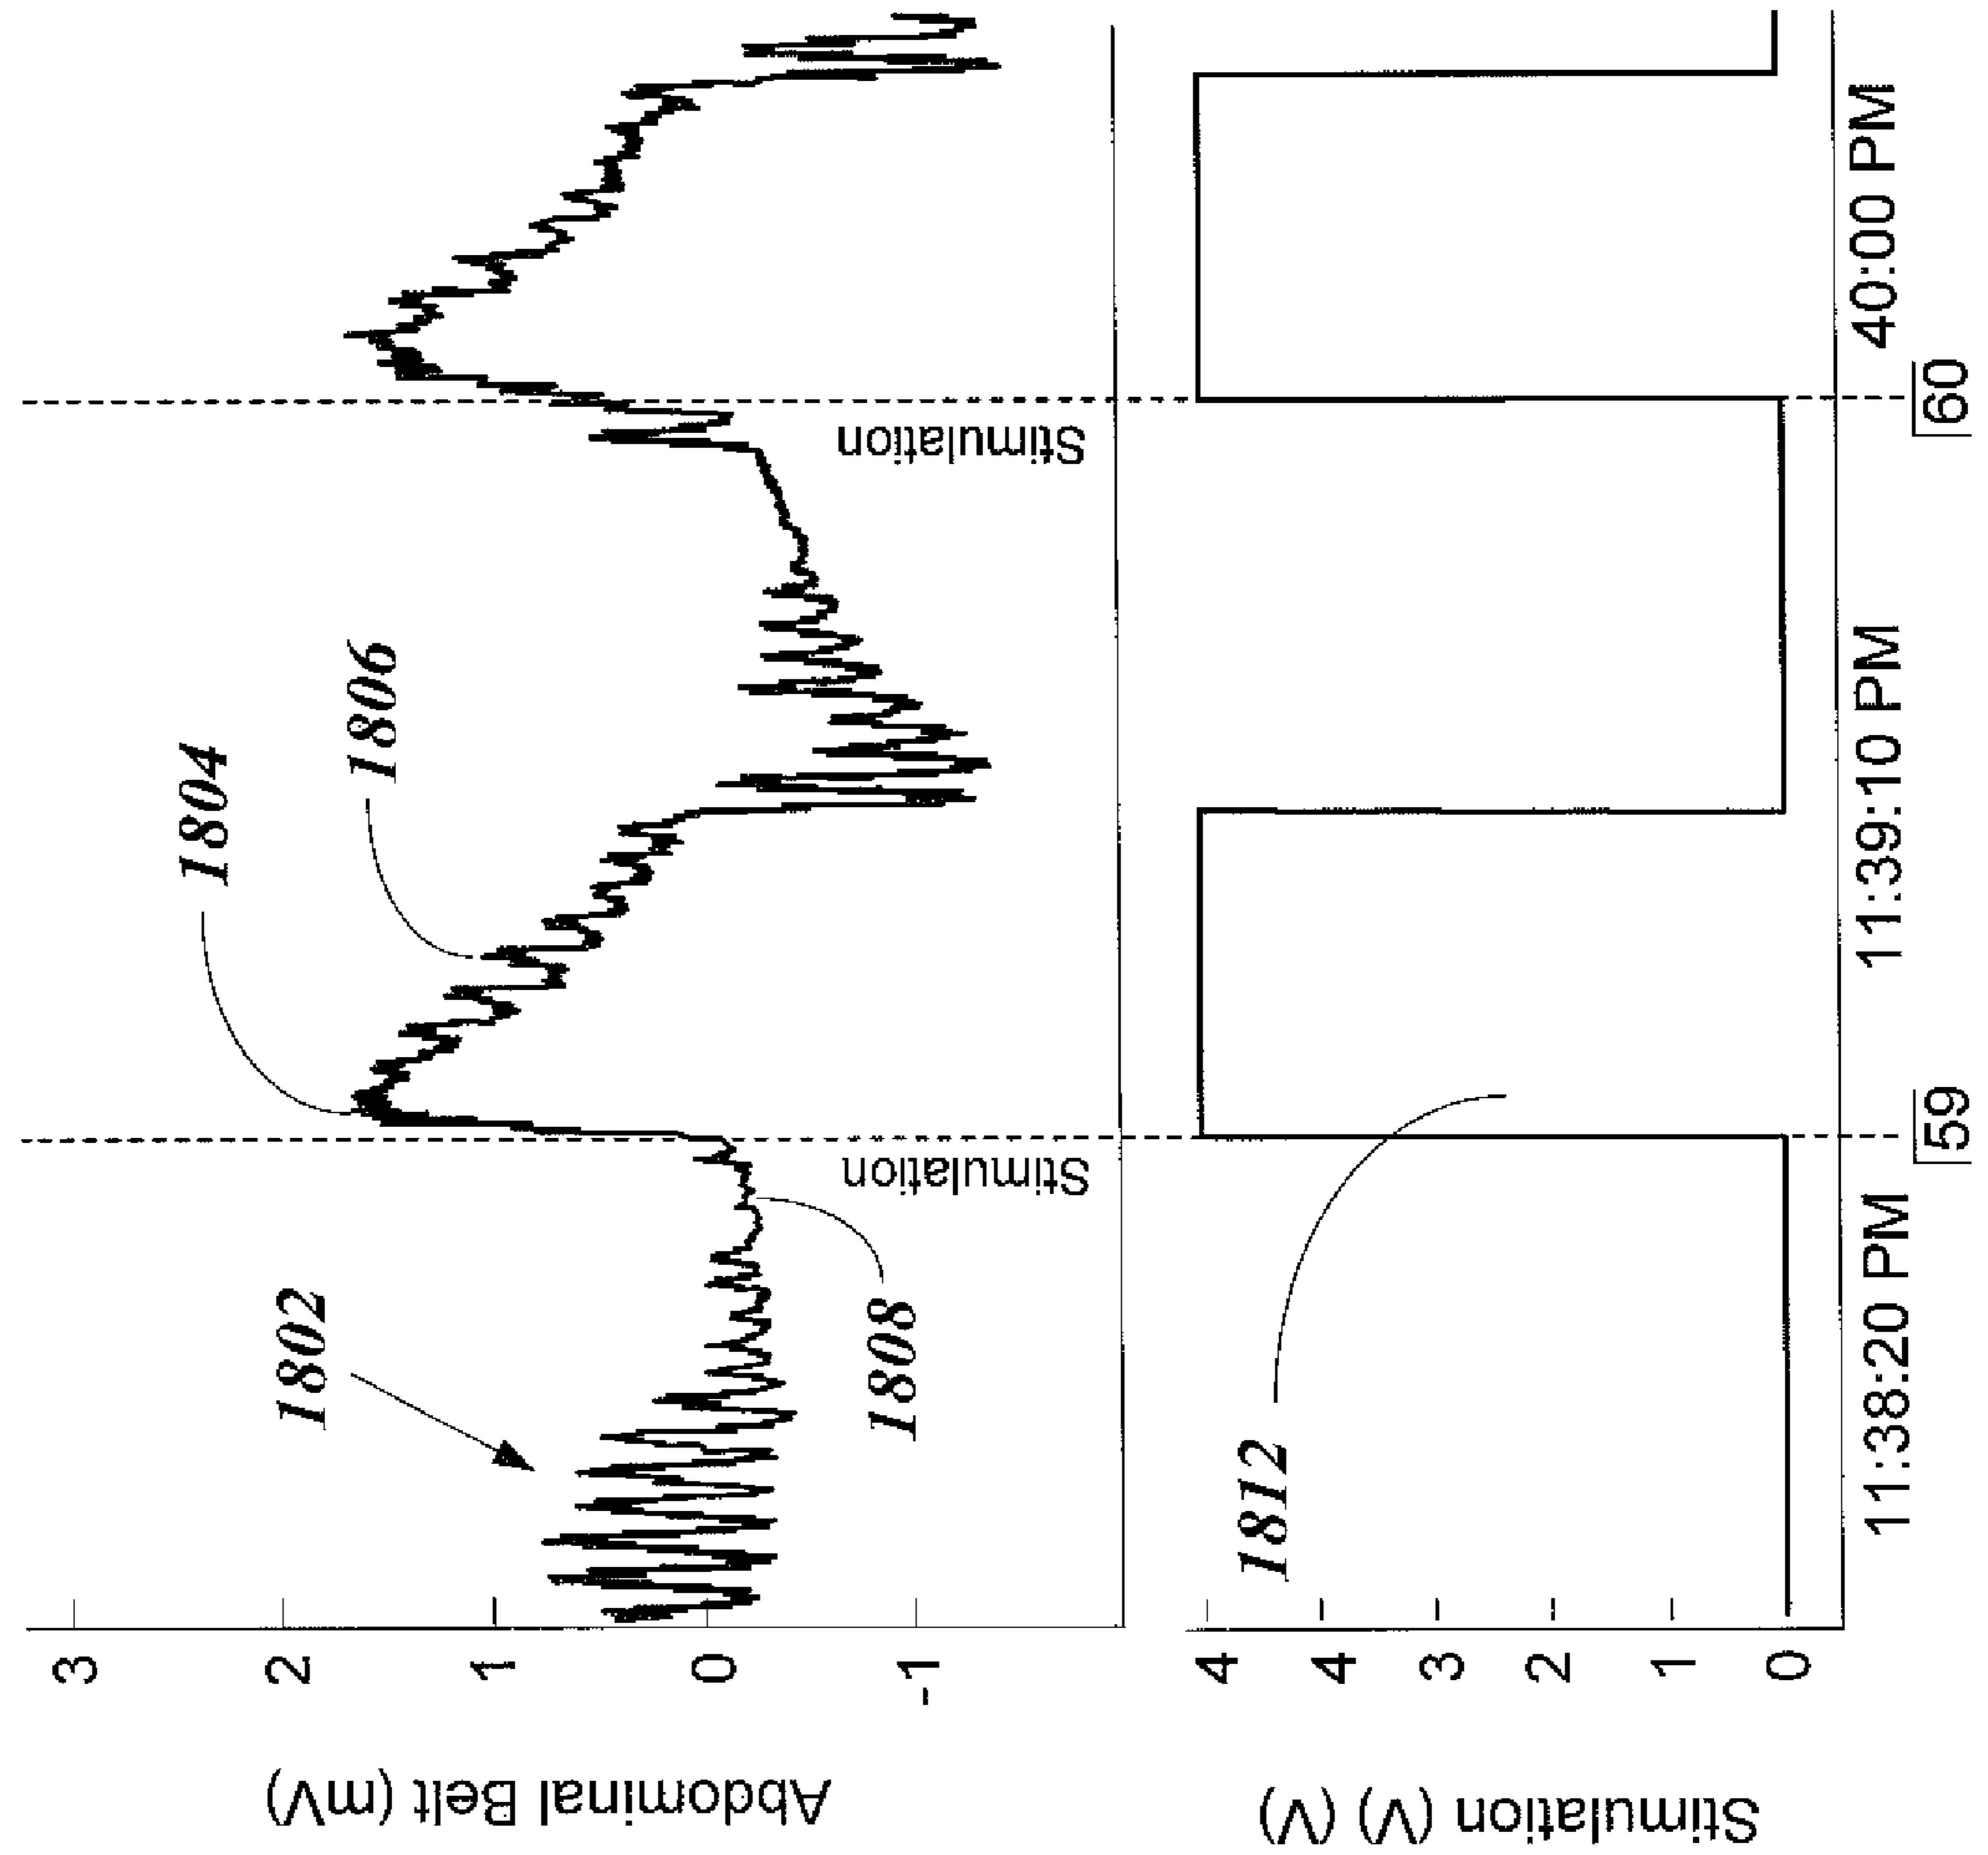 1804
1806
1802
1808
3
2
1
0
-1
Abdominal Belt (mV)
Stimulation
Stimulation
1812
4
4
3
2
1
0
Stimulation (V) (V)
11:38:20 PM
11:39:10 PM
40:00 PM
59
60